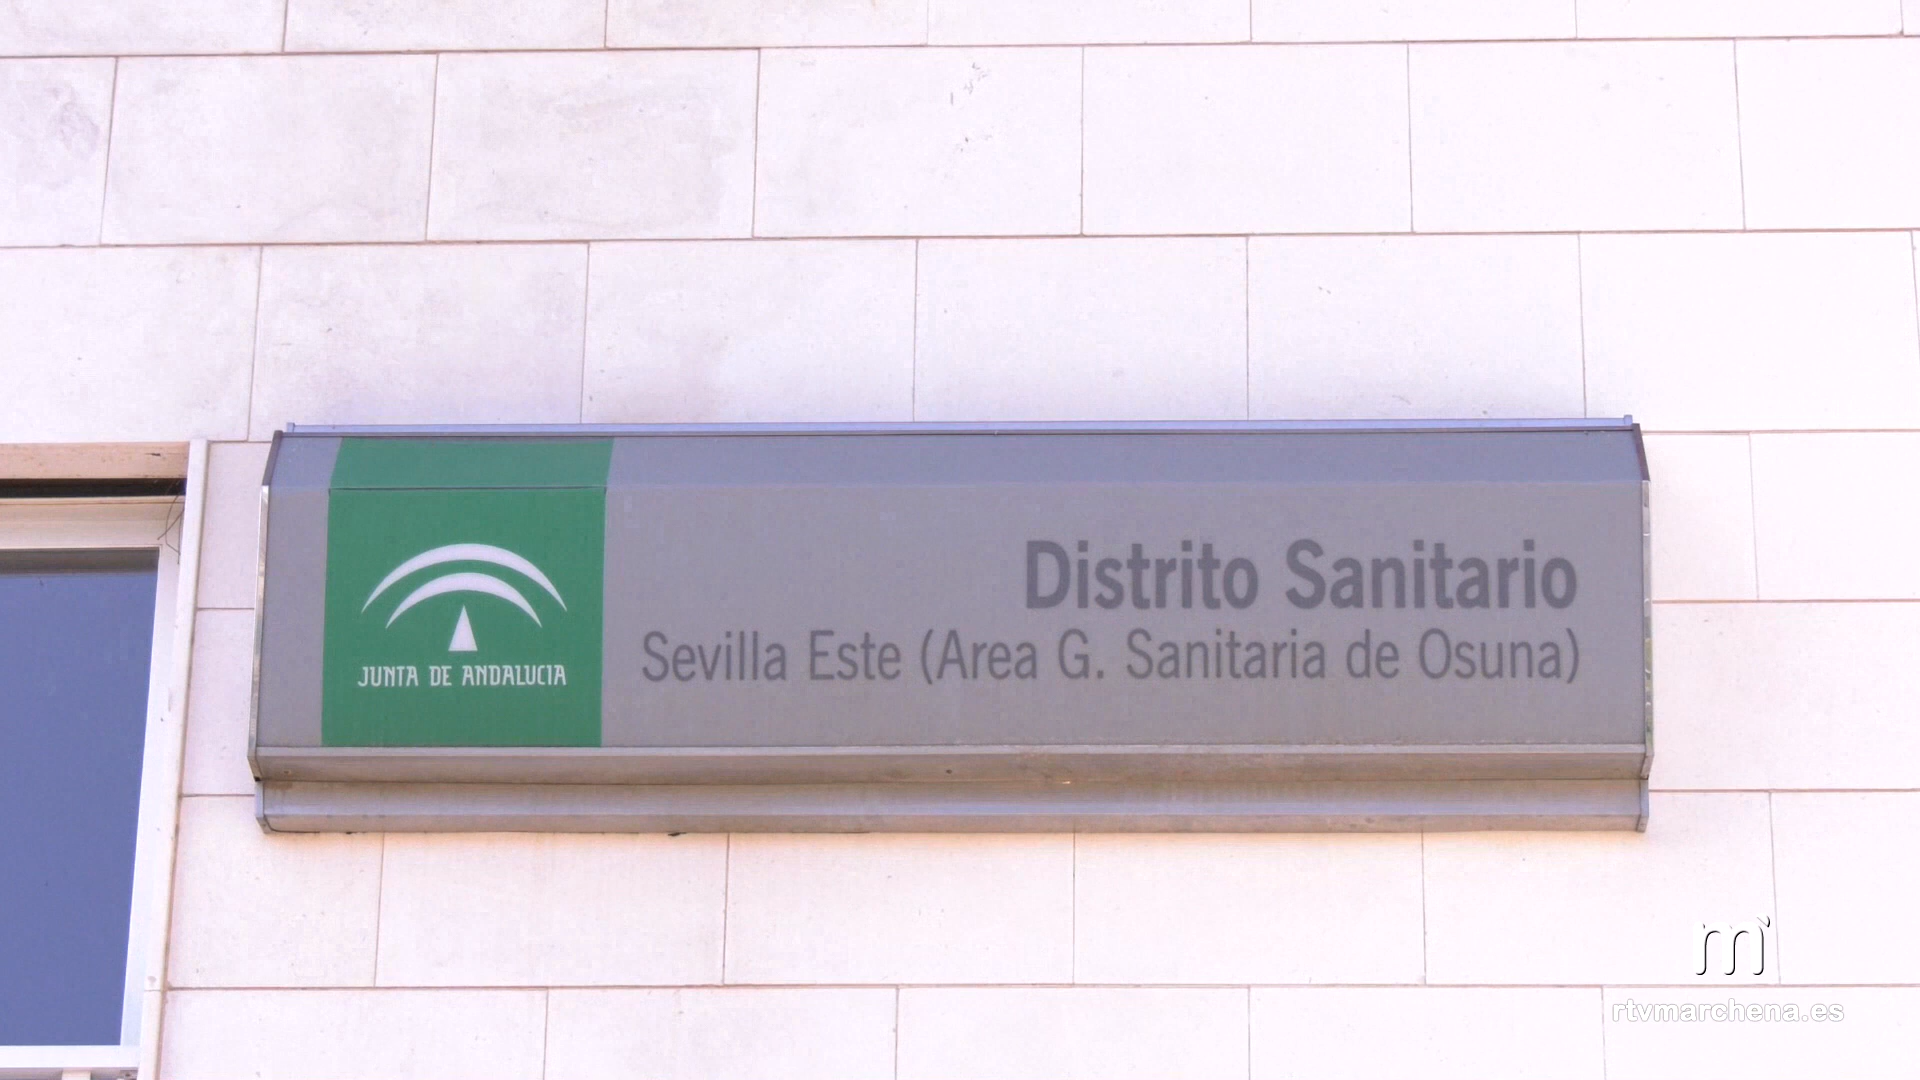 Distrito Sanitario
Sevilla Este (Area G. Sanitaria de Osuna)
JUNTA DE ANDALUCIA
m
rtvmarchena.es